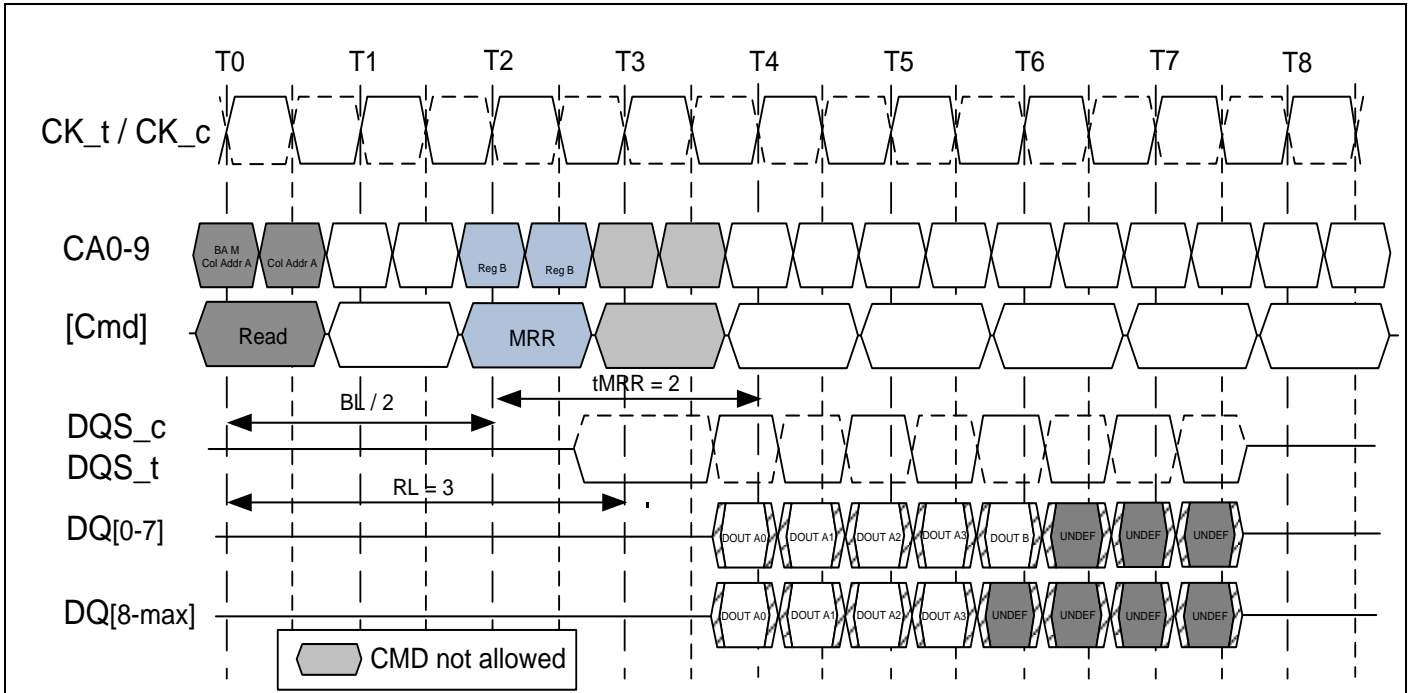 T0 T1 T2 T3 T4 T5 T6 T7 T8
CK_t / CK_c
CA0-9
BA M
Col Addr A
Col Addr A
Reg B
Reg B
[Cmd]
Read
MRR
tMRR = 2
BL / 2
DQS_c
DQS_t
RL = 3
DQ[0-7]
DOUT A0 DOUT A1 DOUT A2 DOUT A3 DOUT B UNDEF UNDEF UNDEF
DQ[8-max]
DOUT A0 DOUT A1 DOUT A2 DOUT A3 UNDEF UNDEF UNDEF UNDEF
CMD not allowed